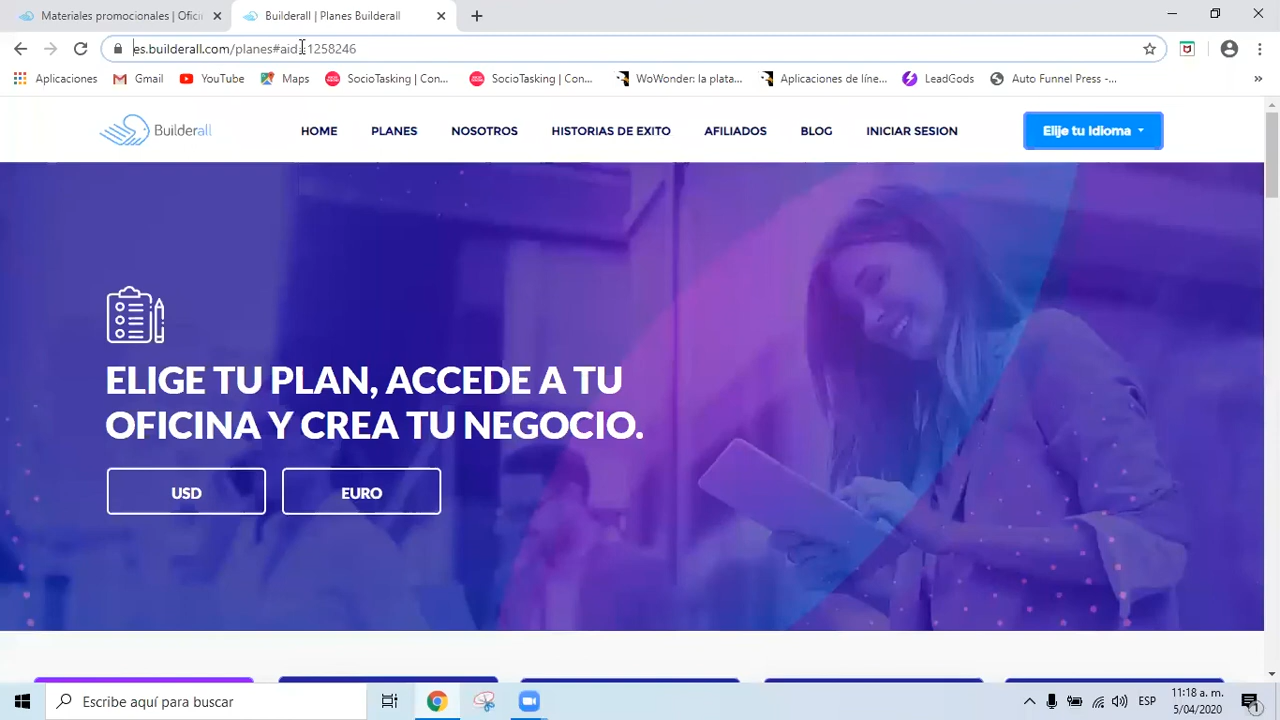 Materiales promocionales | Ofici
Builderall | Planes Builderall
es.builderall.com/planes#aid=1258246
Aplicaciones
Gmail
YouTube
Maps
SocioTasking | Con...
SocioTasking | Con...
WoWonder: la plata...
Aplicaciones de líne...
LeadGods
Auto Funnel Press -...
»
Builderall
HOME
PLANES
NOSOTROS
HISTORIAS DE EXITO
AFILIADOS
BLOG
INICIAR SESION
Elije tu Idioma
ELIGE TU PLAN, ACCEDE A TU
OFICINA Y CREA TU NEGOCIO.
USD
EURO
Escribe aquí para buscar
ESP
11:18 a. m.
5/04/2020
1